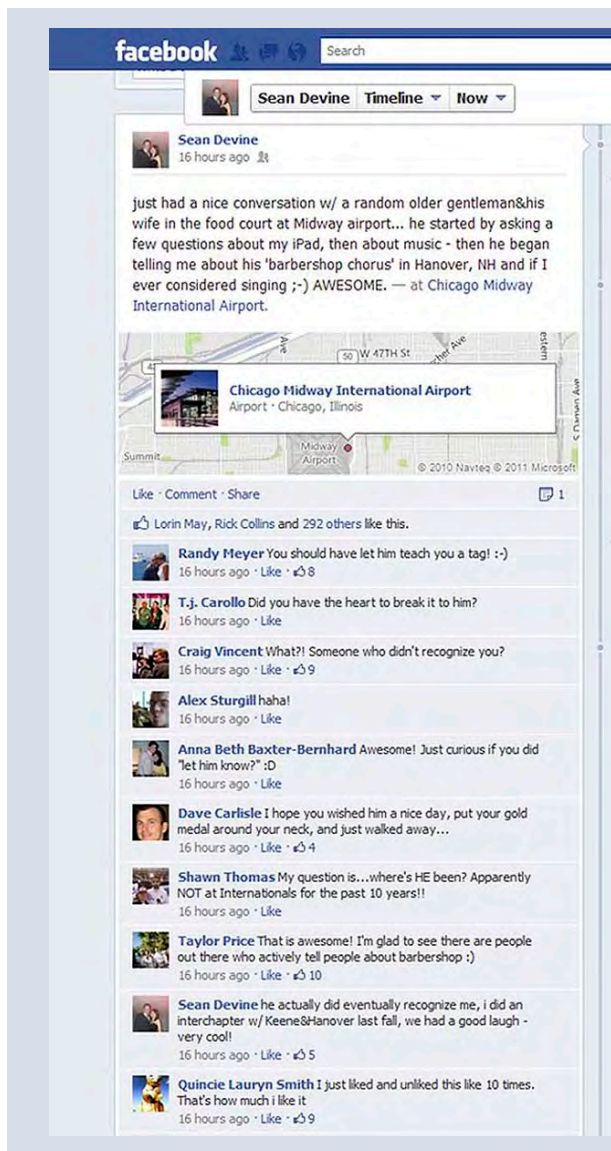 facebook Search
Sean Devine Timeline Now
Sean Devine
16 hours ago
just had a nice conversation w/ a random older gentleman&his
wife in the food court at Midway airport... he started by asking a
few questions about my iPad, then about music - then he began
telling me about his 'barbershop chorus' in Hanover, NH and if I
ever considered singing ;-) AWESOME. — at Chicago Midway
International Airport.
Ave
cher Ave
estern
50 W 47TH St
Chicago Midway International Airport
Airport · Chicago, Illinois
Ave
Midway
Airport
Summit
© 2010 Navteq © 2011 Microsoft
Like · Comment · Share 1
Lorin May, Rick Collins and 292 others like this.
Randy Meyer You should have let him teach you a tag! :-)
16 hours ago · Like · 8
T.j. Carollo Did you have the heart to break it to him?
16 hours ago · Like
Craig Vincent What?! Someone who didn't recognize you?
16 hours ago · Like · 9
Alex Sturgill haha!
16 hours ago · Like
Anna Beth Baxter-Bernhard Awesome! Just curious if you did
"let him know?" :D
16 hours ago · Like
Dave Carlisle I hope you wished him a nice day, put your gold
medal around your neck, and just walked away...
16 hours ago · Like · 4
Shawn Thomas My question is...where's HE been? Apparently
NOT at Internationals for the past 10 years!!
16 hours ago · Like
Taylor Price That is awesome! I'm glad to see there are people
out there who actively tell people about barbershop :)
16 hours ago · Like · 10
Sean Devine he actually did eventually recognize me, i did an
interchapter w/ Keene&Hanover last fall, we had a good laugh -
very cool!
16 hours ago · Like · 5
Quincie Lauryn Smith I just liked and unliked this like 10 times.
That's how much i like it
16 hours ago · Like · 9